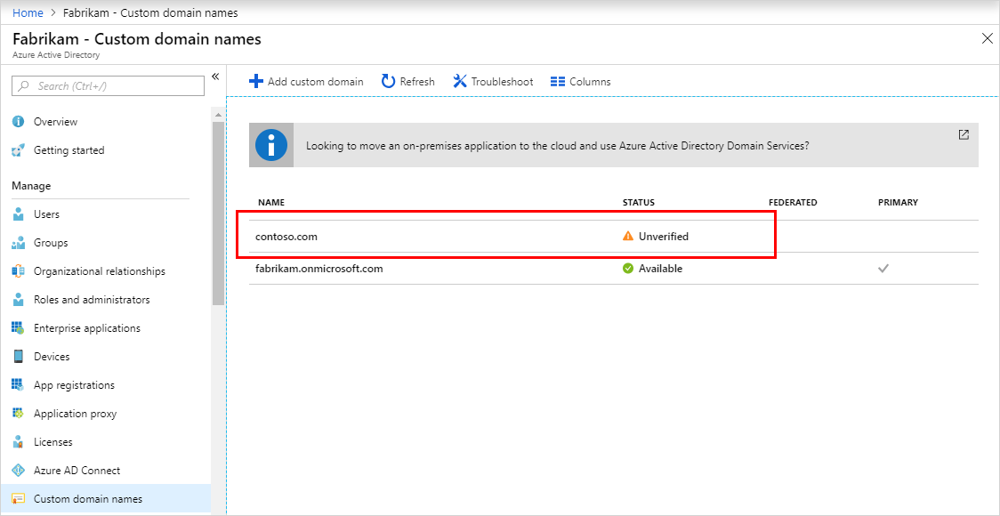 Home > Fabrikam - Custom domain names
Fabrikam - Custom domain names
Azure Active Directory
Search (Ctrl+/)
Overview
Getting started
Manage
Users
Groups
Organizational relationships
Roles and administrators
Enterprise applications
Devices
App registrations
Application proxy
Licenses
Azure AD Connect
Custom domain names
Add custom domain Refresh Troubleshoot Columns
Looking to move an on-premises application to the cloud and use Azure Active Directory Domain Services?
NAME STATUS FEDERATED PRIMARY
contoso.com Unverified
fabrikam.onmicrosoft.com Available